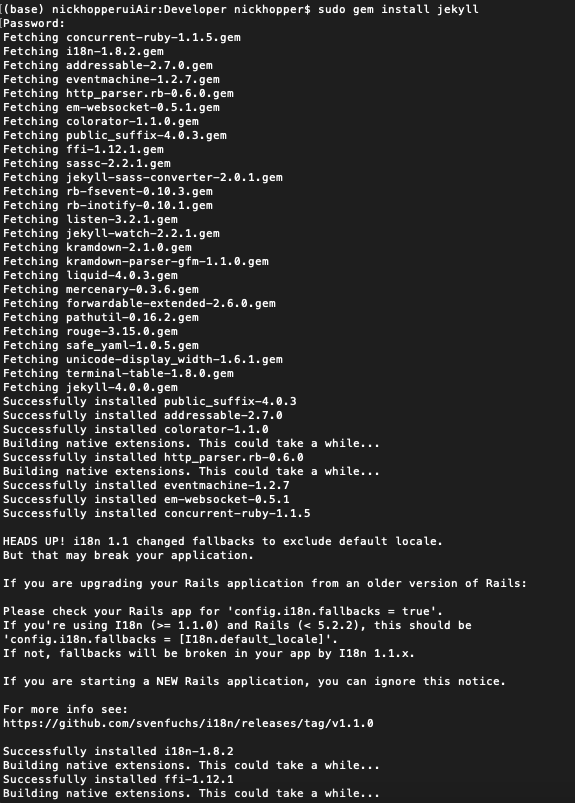 [(base) nickhopperuiAir:Developer nickhopper$ sudo gem install jekyll
[Password:
Fetching concurrent-ruby-1.1.5.gem
Fetching i18n-1.8.2.gem
Fetching addressable-2.7.0.gem
Fetching eventmachine-1.2.7.gem
Fetching http_parser.rb-0.6.0.gem
Fetching em-websocket-0.5.1.gem
Fetching colorator-1.1.0.gem
Fetching public_suffix-4.0.3.gem
Fetching ffi-1.12.1.gem
Fetching sassc-2.2.1.gem
Fetching jekyll-sass-converter-2.0.1.gem
Fetching rb-fsevent-0.10.3.gem
Fetching rb-inotify-0.10.1.gem
Fetching listen-3.2.1.gem
Fetching jekyll-watch-2.2.1.gem
Fetching kramdown-2.1.0.gem
Fetching kramdown-parser-gfm-1.1.0.gem
Fetching liquid-4.0.3.gem
Fetching mercenary-0.3.6.gem
Fetching forwardable-extended-2.6.0.gem
Fetching pathutil-0.16.2.gem
Fetching rouge-3.15.0.gem
Fetching safe_yaml-1.0.5.gem
Fetching unicode-display_width-1.6.1.gem
Fetching terminal-table-1.8.0.gem
Fetching jekyll-4.0.0.gem
Successfully installed public_suffix-4.0.3
Successfully installed addressable-2.7.0
Successfully installed colorator-1.1.0
Building native extensions. This could take a while...
Successfully installed http_parser.rb-0.6.0
Building native extensions. This could take a while...
Successfully installed eventmachine-1.2.7
Successfully installed em-websocket-0.5.1
Successfully installed concurrent-ruby-1.1.5
HEADS UP! i18n 1.1 changed fallbacks to exclude default locale.
But that may break your application.
If you are upgrading your Rails application from an older version of Rails:
Please check your Rails app for 'config.i18n.fallbacks = true'.
If you're using I18n (>= 1.1.0) and Rails (< 5.2.2), this should be
'config.i18n.fallbacks = [I18n.default_locale]'.
If not, fallbacks will be broken in your app by I18n 1.1.x.
If you are starting a NEW Rails application, you can ignore this notice.
For more info see:
https://github.com/svenfuchs/i18n/releases/tag/v1.1.0
Successfully installed i18n-1.8.2
Building native extensions. This could take a while...
Successfully installed ffi-1.12.1
Building native extensions. This could take a while...